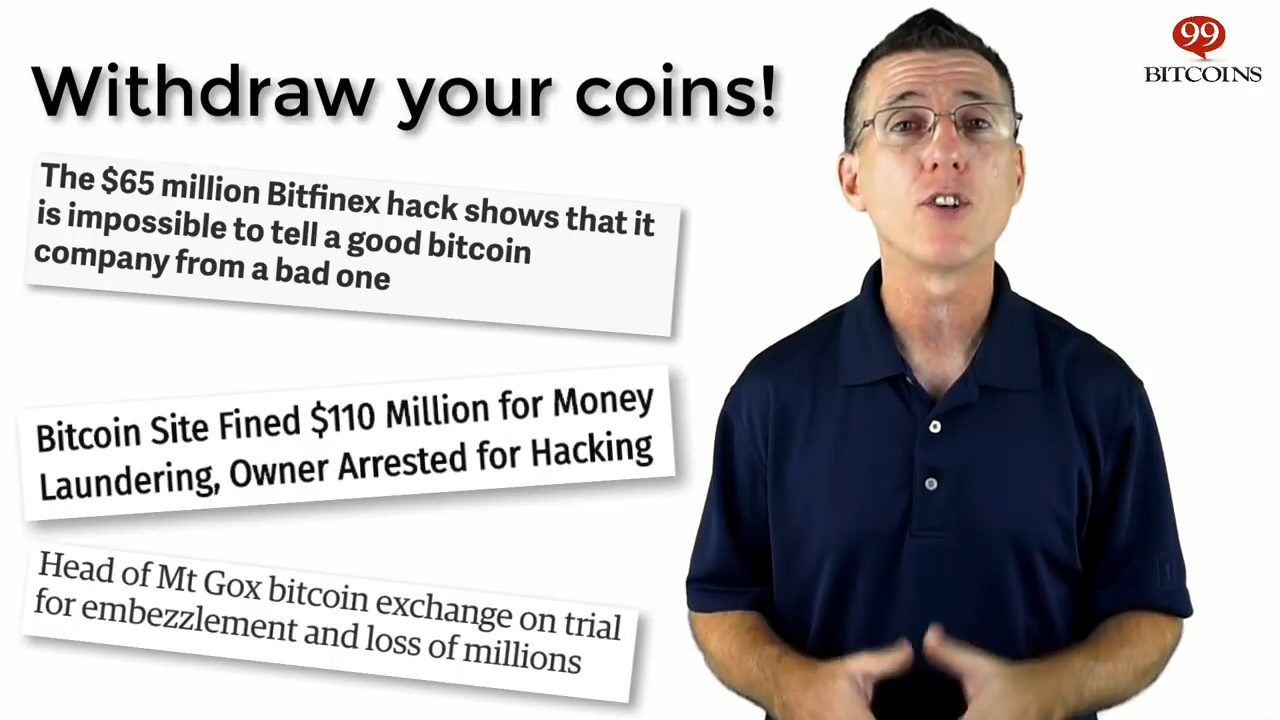 99
BITCOINS
Withdraw your coins!
The $65 million Bitfinex hack shows that it
is impossible to tell a good bitcoin
company from a bad one
Bitcoin Site Fined $110 Million for Money
Laundering, Owner Arrested for Hacking
Head of Mt Gox bitcoin exchange on trial
for embezzlement and loss of millions